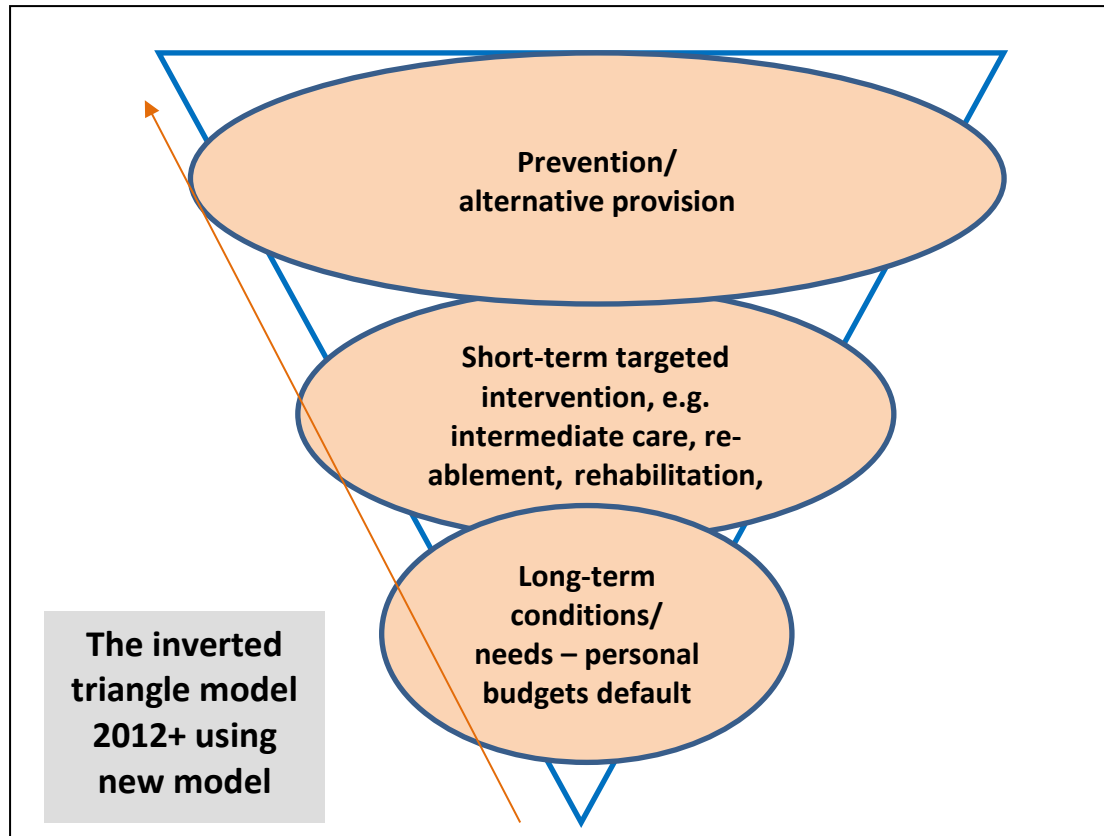 Prevention/
alternative provision
Short-term targeted
intervention, e.g.
intermediate care, re-
ablement, rehabilitation,
Long-term
conditions/
needs – personal
budgets default
The inverted
triangle model
2012+ using
new model